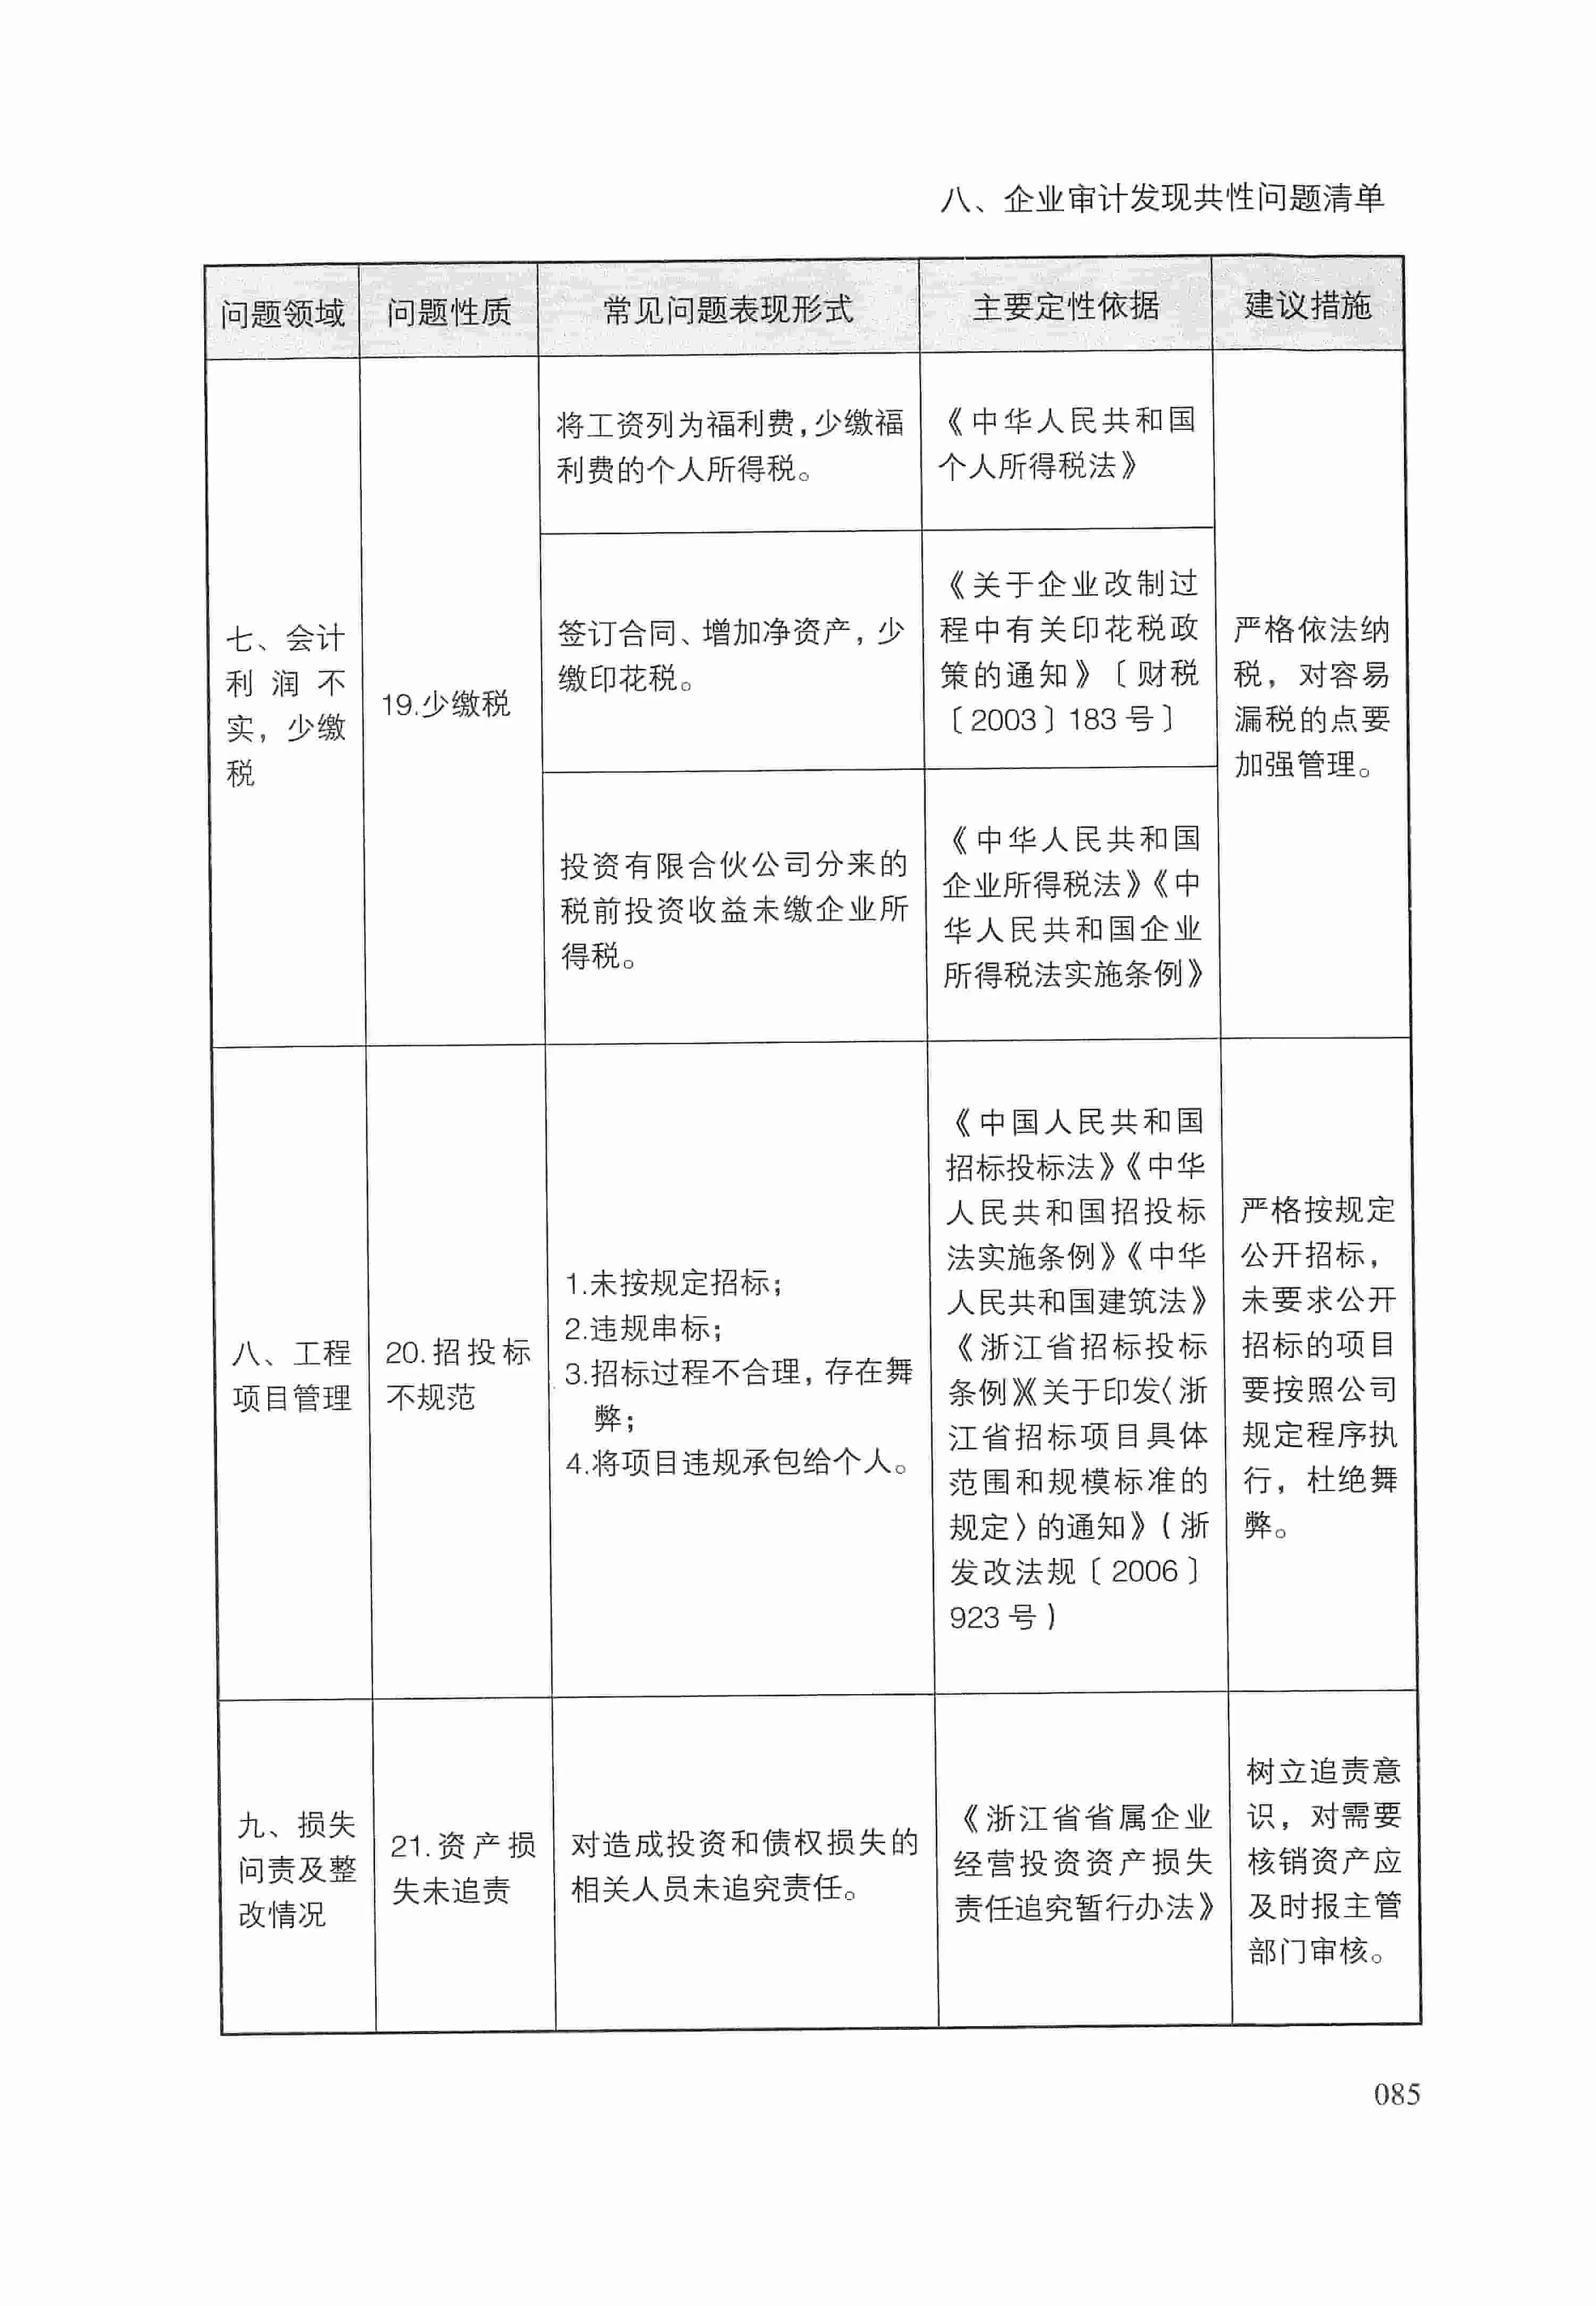 八、企业审计发现共性问题清单
问题领域
问题性质
常见问题表现形式
主要定性依据
建议措施
七、会计
利润不
实，少缴
税
19.少缴税
将工资列为福利费，少缴福
利费的个人所得税。
《中华人民共和国
个人所得税法》
签订合同、增加净资产，少
缴印花税。
《关于企业改制过
程中有关印花税政
策的通知》〔财税
〔2003〕183号〕
投资有限合伙公司分来的
税前投资收益未缴企业所
得税。
《中华人民共和国
企业所得税法》《中
华人民共和国企业
所得税法实施条例》
严格依法纳
税，对容易
漏税的点要
加强管理。
八、工程
项目管理
20.招投标
不规范
1.未按规定招标；
2.违规串标；
3.招标过程不合理，存在舞
弊；
4.将项目违规承包给个人。
《中国人民共和国
招标投标法》《中华
人民共和国招投标
法实施条例》《中华
人民共和国建筑法》
《浙江省招标投标
条例》《关于印发〈浙
江省招标项目具体
范围和规模标准的
规定〉的通知》（浙
发改法规〔2006〕
923号）
严格按规定
公开招标，
未要求公开
招标的项目
要按照公司
规定程序执
行，杜绝舞
弊。
九、损失
问责及整
改情况
21.资产损
失未追责
对造成投资和债权损失的
相关人员未追究责任。
《浙江省省属企业
经营投资资产损失
责任追究暂行办法》
树立追责意
识，对需要
核销资产应
及时报主管
部门审核。
085